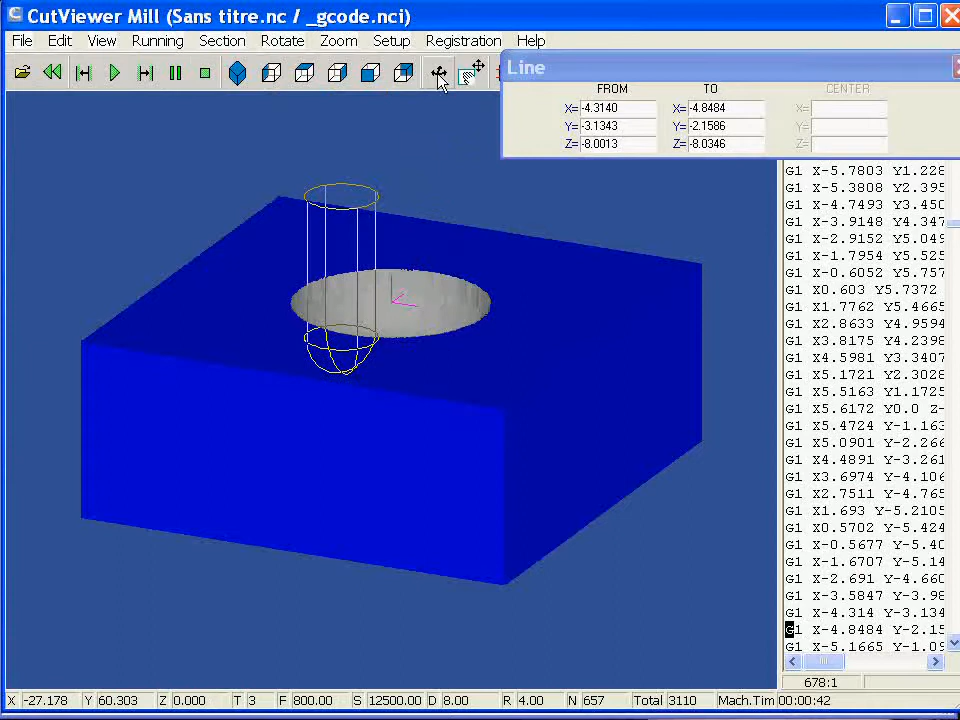 CutViewer Mill (Sans titre.nc / _gcode.nci)
File Edit View Running Section Rotate Zoom Setup Registration Help
Line
FROM TO CENTER
X= -4.3140 X= -4.8484 X=
Y= -3.1343 Y= -2.1586 Y=
Z= -8.0013 Z= -8.0346 Z=
G1 X-5.7803 Y1.228
G1 X-5.3808 Y2.395
G1 X-4.7493 Y3.450
G1 X-3.9148 Y4.347
G1 X-2.9152 Y5.049
G1 X-1.7954 Y5.525
G1 X-0.6052 Y5.757
G1 X0.603 Y5.7372
G1 X1.7762 Y5.4665
G1 X2.8633 Y4.9594
G1 X3.8175 Y4.2398
G1 X4.5981 Y3.3407
G1 X5.1721 Y2.3028
G1 X5.5163 Y1.1725
G1 X5.6172 Y0.0 Z-
G1 X5.4724 Y-1.163
G1 X5.0901 Y-2.266
G1 X4.4891 Y-3.261
G1 X3.6974 Y-4.106
G1 X2.7511 Y-4.765
G1 X1.693 Y-5.2105
G1 X0.5702 Y-5.424
G1 X-0.5677 Y-5.40
G1 X-1.6707 Y-5.14
G1 X-2.691 Y-4.660
G1 X-3.5847 Y-3.98
G1 X-4.314 Y-3.134
G1 X-4.8484 Y-2.15
G1 X-5.1665 Y-1.09
678:1
X -27.178 Y 60.303 Z 0.000 T 3 F 800.00 S 12500.00 D 8.00 R 4.00 N 657 Total 3110 Mach.Tim 00:00:42